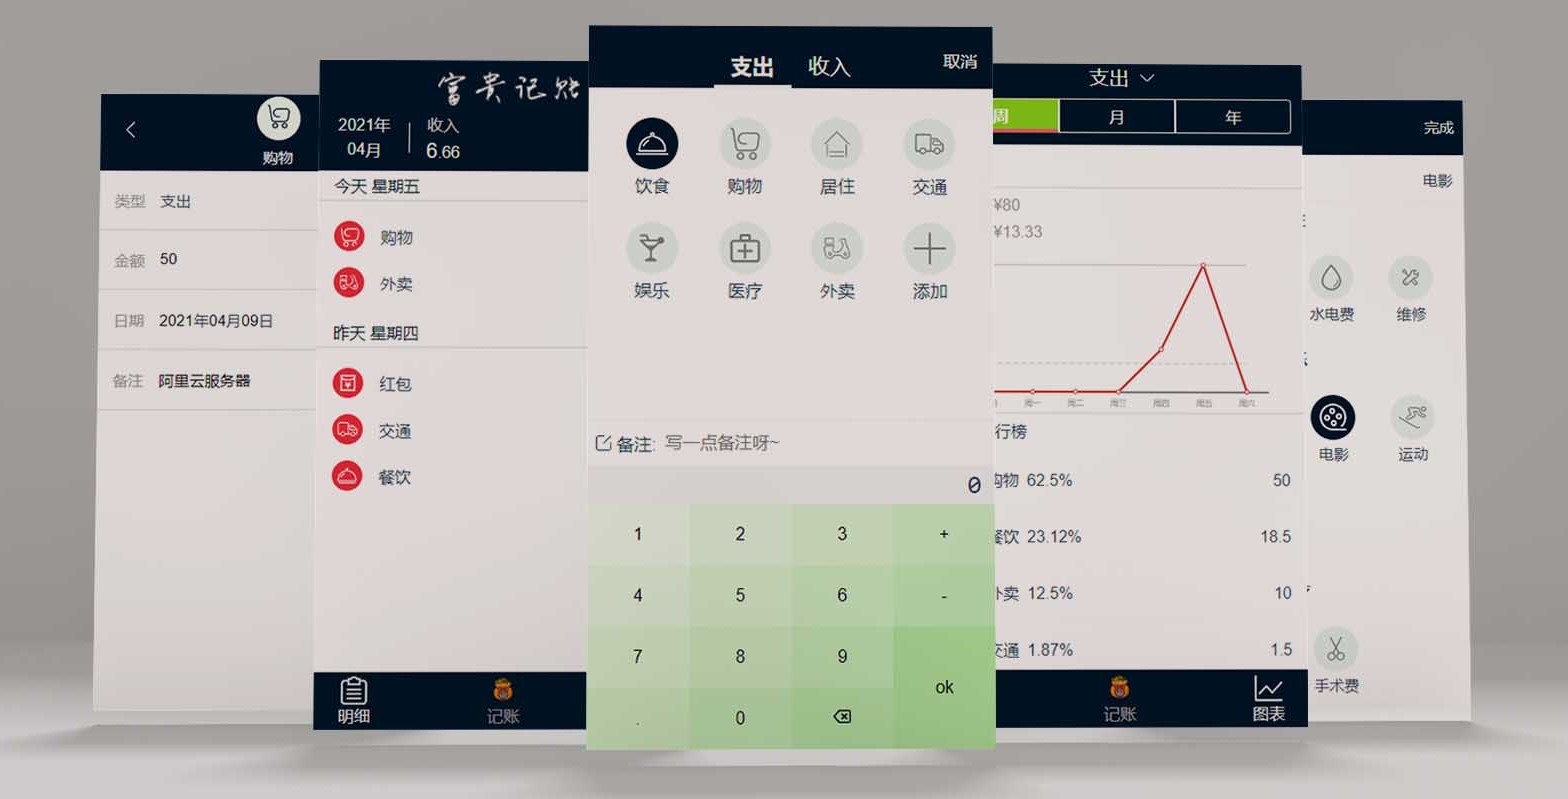 购物
类型 支出
金额 50
日期 2021年04月09日
备注 阿里云服务器
富贵记账
2021年
04月
收入
6.66
今天 星期五
购物
外卖
昨天 星期四
红包
交通
餐饮
明细
记账
支出 收入 取消
饮食 购物 居住 交通
娱乐 医疗 外卖 添加
备注: 写一点备注呀~
0
1 2 3 +
4 5 6 -
7 8 9
ok
. 0
支出
周 月 年
¥80
¥13.33
周一 周二 周三 周四 周五 周六
行榜
购物 62.5% 50
餐饮 23.12% 18.5
外卖 12.5% 10
交通 1.87% 1.5
记账
图表
完成
电影
水电费 维修
电影 运动
手术费